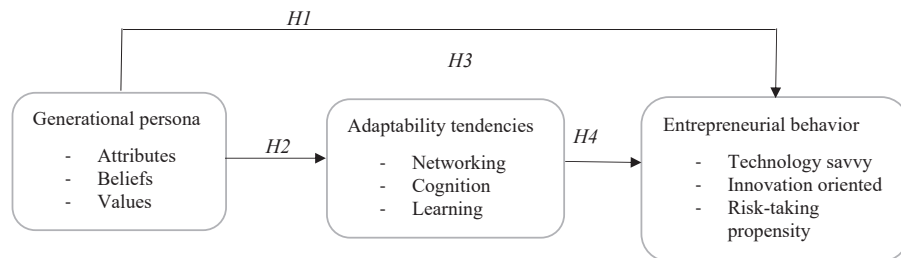 H1
H3
Generational persona
- Attributes
- Beliefs
- Values
H2
Adaptability tendencies
- Networking
- Cognition
- Learning
H4
Entrepreneurial behavior
- Technology savvy
- Innovation oriented
- Risk-taking
propensity